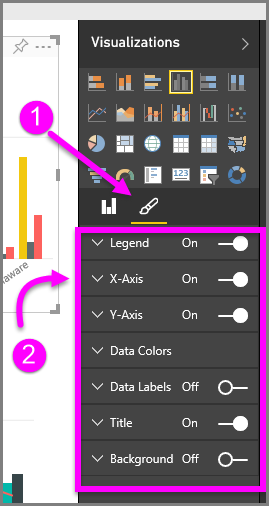 Visualizations
123
1
Legend On
X-Axis On
Y-Axis On
2
Data Colors
Data Labels Off
Title On
Background Off